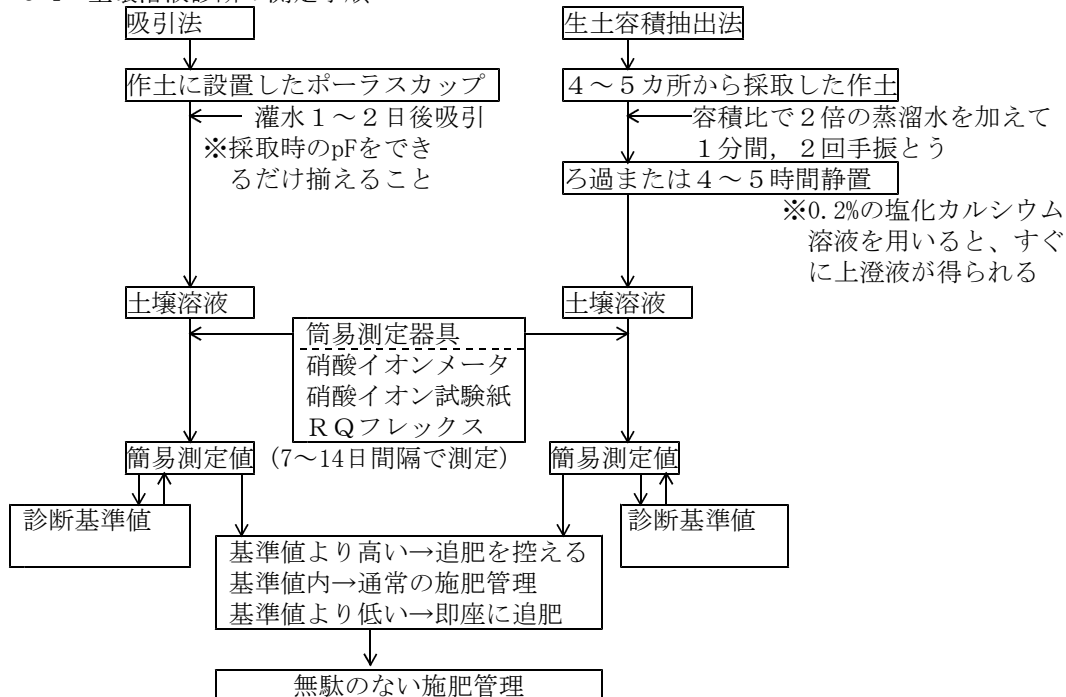 吸引法
生土容積抽出法
作土に設置したポーラスカップ
４～５カ所から採取した作土
灌水１～２日後吸引
※採取時のpFをでき
るだけ揃えること
容積比で２倍の蒸溜水を加えて
１分間，２回手振とう
ろ過または４～５時間静置
※0.2%の塩化カルシウム
溶液を用いると、すぐ
に上澄液が得られる
土壌溶液
土壌溶液
簡易測定器具
硝酸イオンメータ
硝酸イオン試験紙
ＲＱフレックス
簡易測定値
(7～14日間隔で測定)
簡易測定値
診断基準値
診断基準値
基準値より高い→追肥を控える
基準値内→通常の施肥管理
基準値より低い→即座に追肥
無駄のない施肥管理